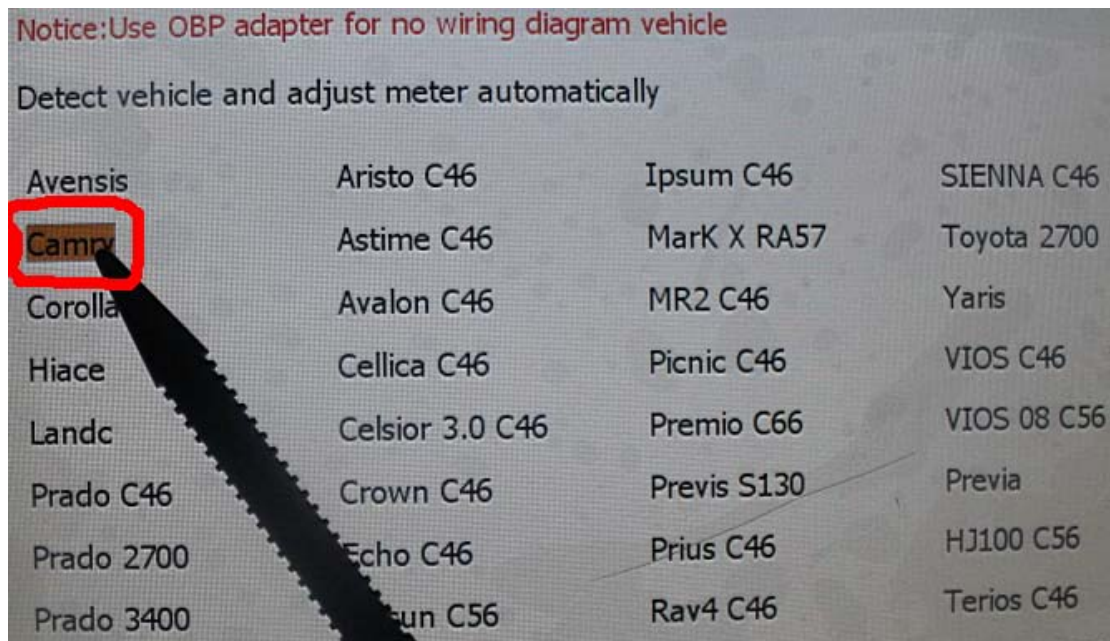 Notice:Use OBP adapter for no wiring diagram vehicle
Detect vehicle and adjust meter automatically
Avensis Aristo C46 Ipsum C46 SIENNA C46
Camry Astime C46 MarK X RA57 Toyota 2700
Corolla Avalon C46 MR2 C46 Yaris
Hiace Cellica C46 Picnic C46 VIOS C46
Landc Celsior 3.0 C46 Premio C66 VIOS 08 C56
Prado C46 Crown C46 Previs S130 Previa
Prado 2700 Echo C46 Prius C46 HJ100 C56
Prado 3400 C56 Rav4 C46 Terios C46